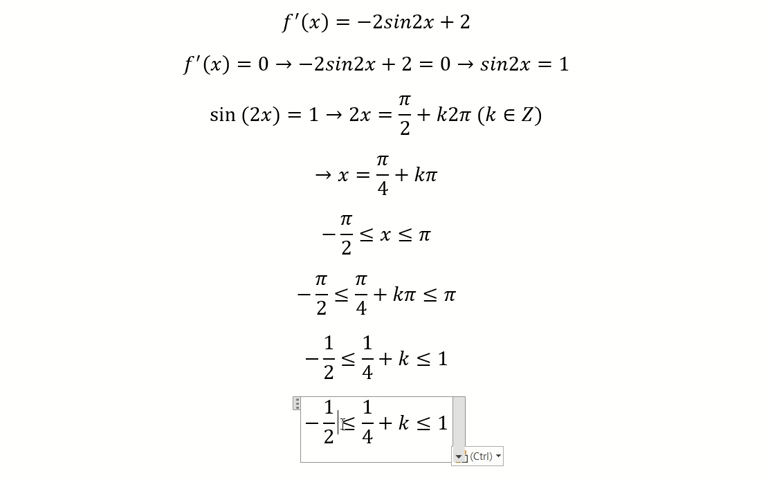 f'(x) = −2sin2x + 2
f'(x) = 0 → −2sin2x + 2 = 0 → sin2x = 1
sin (2x) = 1 → 2x = π/2 + k2π (k ∈ Z)
→ x = π/4 + kπ
−π/2 ≤ x ≤ π
−π/2 ≤ π/4 + kπ ≤ π
−1/2 ≤ 1/4 + k ≤ 1
−1/2 ≤ 1/4 + k ≤ 1
(Ctrl)